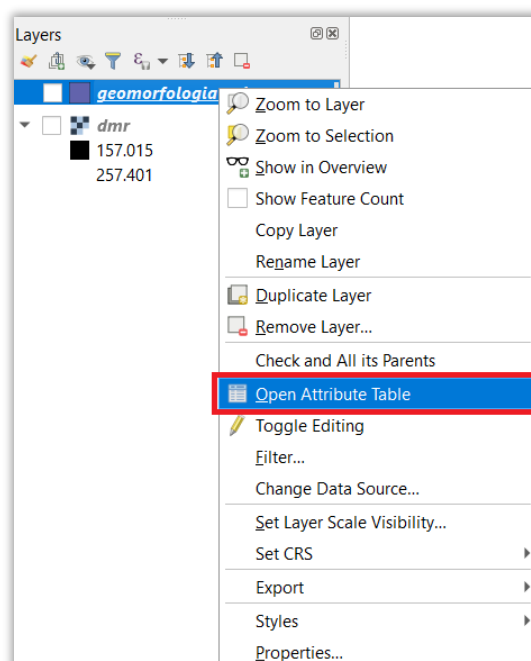 Layers
geomorfologia
Zoom to Layer
Zoom to Selection
Show in Overview
Show Feature Count
Copy Layer
Rename Layer
Duplicate Layer
Remove Layer...
Check and All its Parents
Open Attribute Table
Toggle Editing
Filter...
Change Data Source...
Set Layer Scale Visibility...
Set CRS
Export
Styles
Properties...
dmr
157.015
257.401